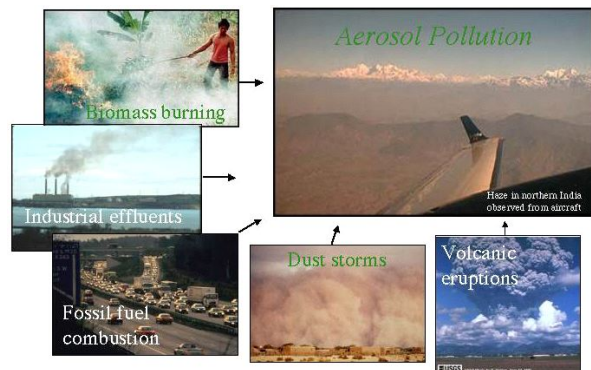 Aerosol Pollution
Biomass burning
Industrial effluents
Haze in northern India
observed from aircraft
Fossil fuel
combustion
Dust storms
Volcanic
eruptions
USGS